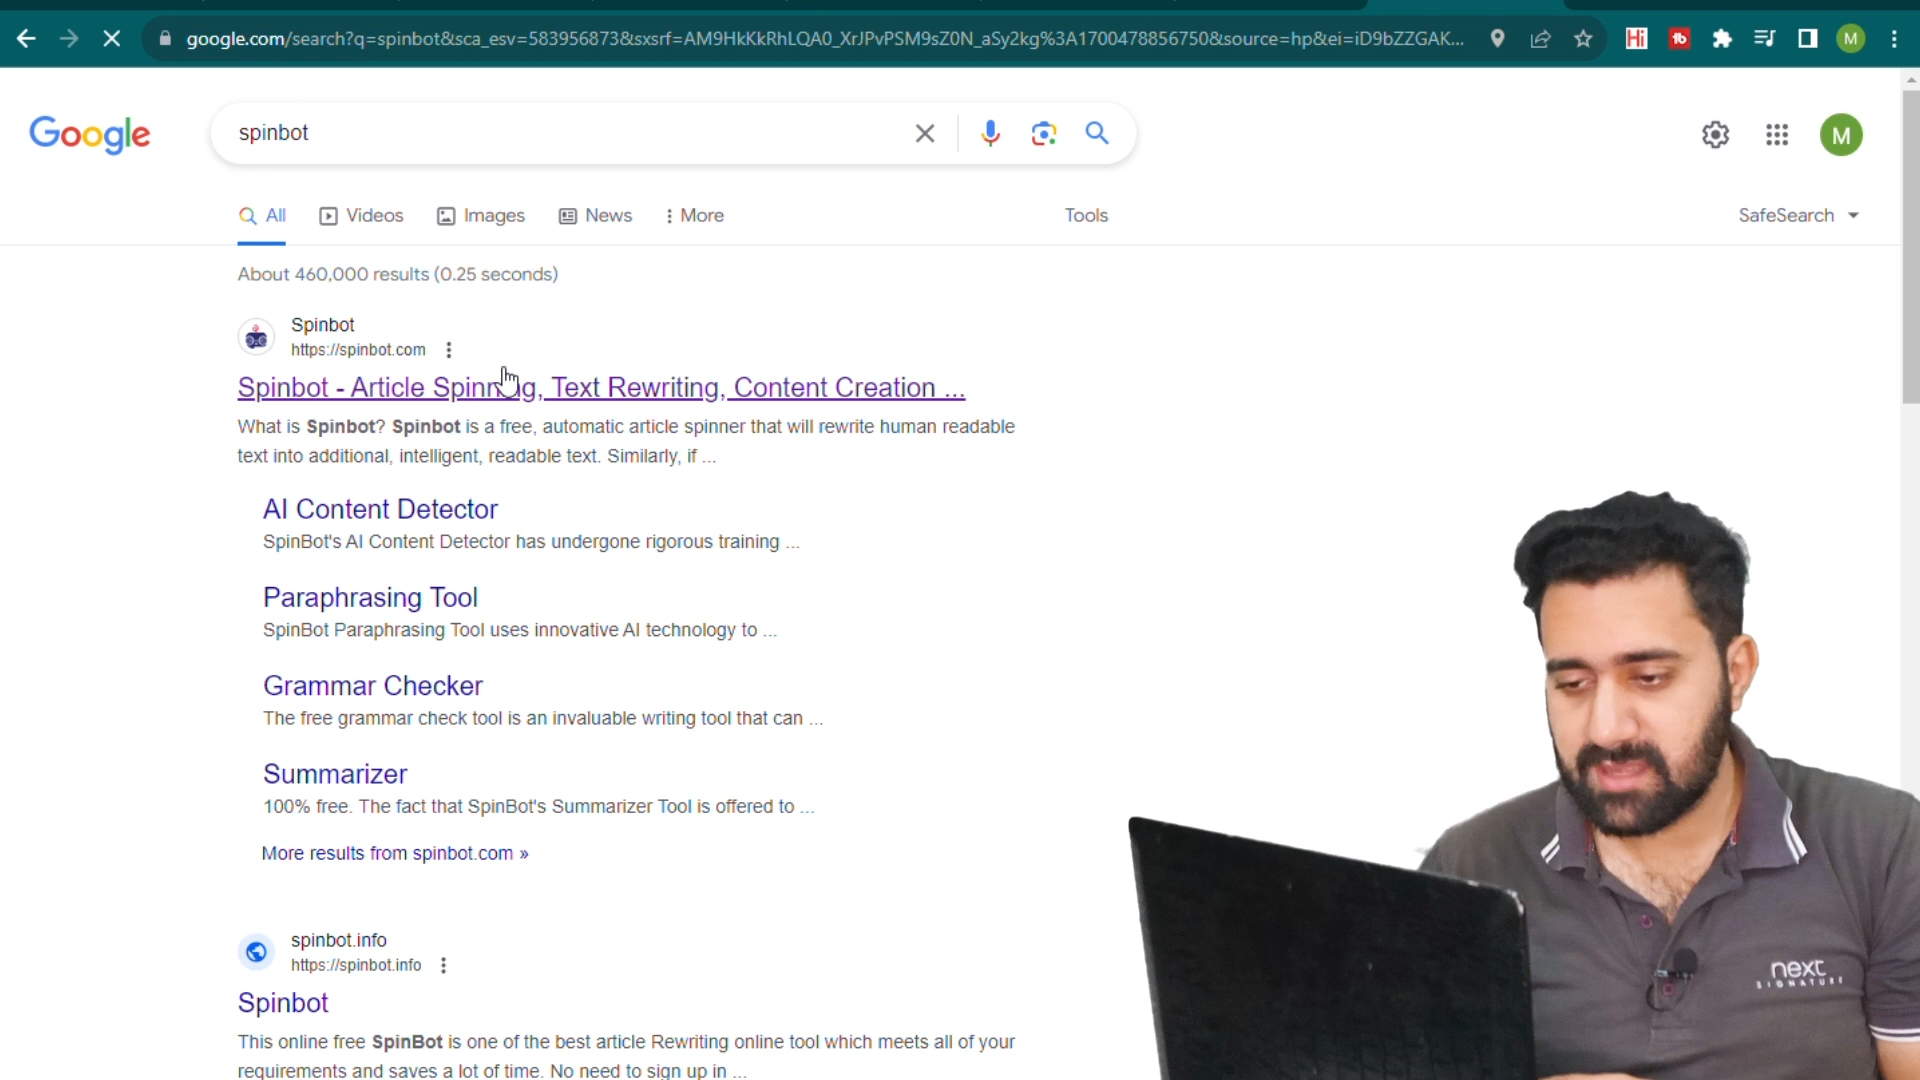 google.com/search?q=spinbot&sca_esv=583956873&sxsrf=AM9HkKkRhLQA0_XrJPvPSM9sZ0N_aSy2kg%3A1700478856750&source=hp&ei=iD9bZZGAK...
Hi
tb
M
Google
spinbot
M
All
Videos
Images
News
More
Tools
SafeSearch
About 460,000 results (0.25 seconds)
Spinbot
https://spinbot.com
Spinbot - Article Spinning, Text Rewriting, Content Creation ...
What is Spinbot? Spinbot is a free, automatic article spinner that will rewrite human readable
text into additional, intelligent, readable text. Similarly, if ...
AI Content Detector
SpinBot's AI Content Detector has undergone rigorous training ...
Paraphrasing Tool
SpinBot Paraphrasing Tool uses innovative AI technology to ...
Grammar Checker
The free grammar check tool is an invaluable writing tool that can ...
Summarizer
100% free. The fact that SpinBot's Summarizer Tool is offered to ...
More results from spinbot.com »
spinbot.info
https://spinbot.info
Spinbot
This online free SpinBot is one of the best article Rewriting online tool which meets all of your
requirements and saves a lot of time. No need to sign up in ...
next
SIGNATURE